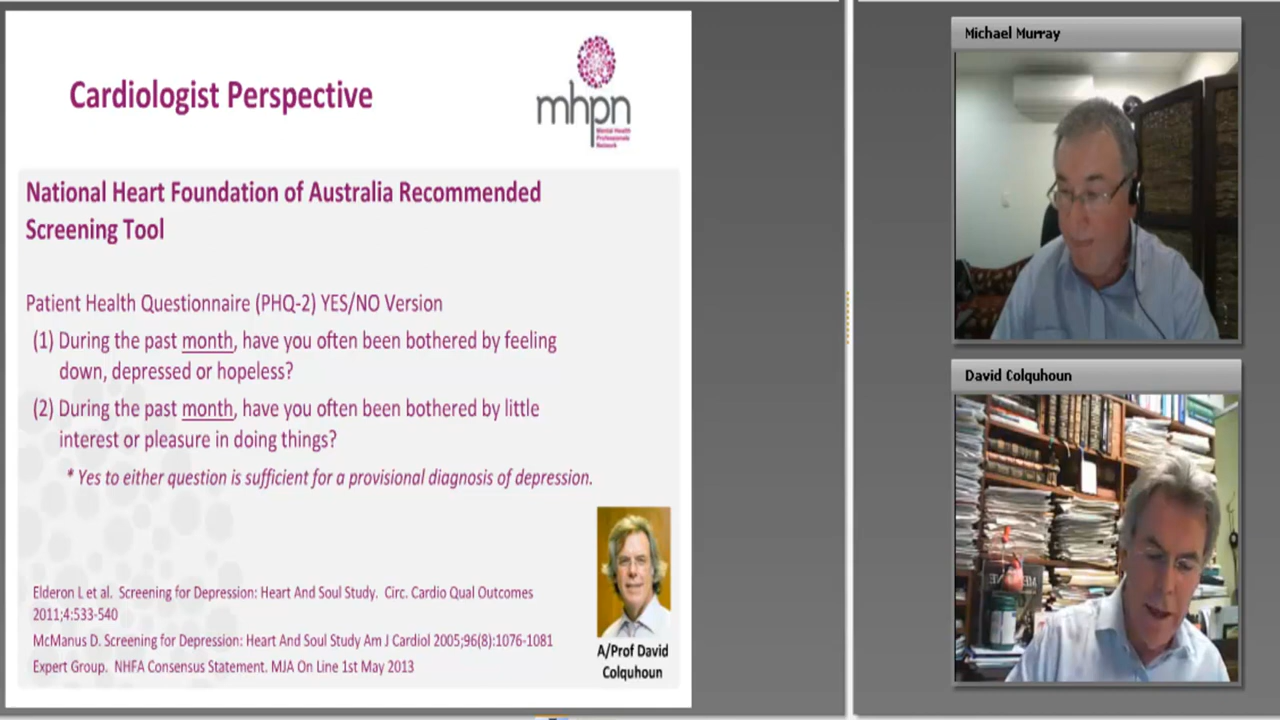 Cardiologist Perspective
mhpn
Mental Health
Professionals
Network
National Heart Foundation of Australia Recommended
Screening Tool
Patient Health Questionnaire (PHQ-2) YES/NO Version
(1) During the past month, have you often been bothered by feeling
down, depressed or hopeless?
(2) During the past month, have you often been bothered by little
interest or pleasure in doing things?
* Yes to either question is sufficient for a provisional diagnosis of depression.
Elderon L et al. Screening for Depression: Heart And Soul Study. Circ. Cardio Qual Outcomes
2011;4:533-540
McManus D. Screening for Depression: Heart And Soul Study Am J Cardiol 2005;96(8):1076-1081
Expert Group. NHFA Consensus Statement. MJA On Line 1st May 2013
A/Prof David
Colquhoun
Michael Murray
David Colquhoun